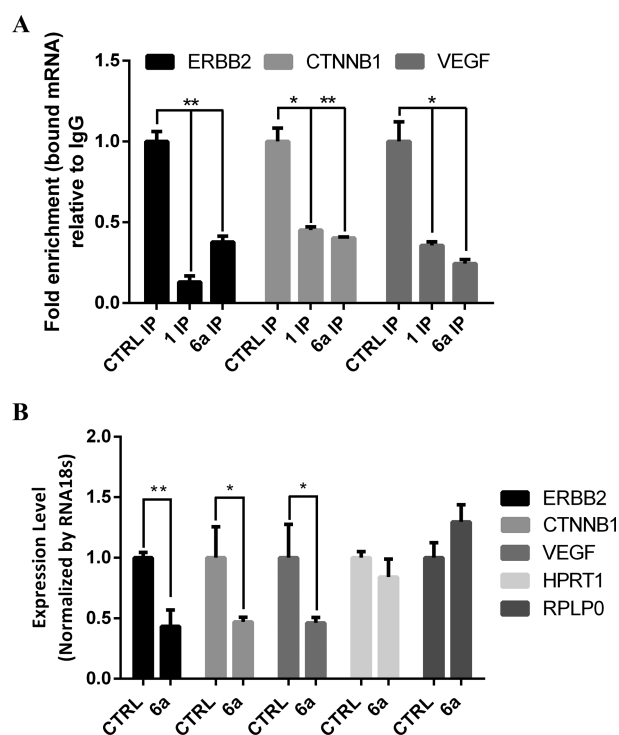 A
ERBB2 CTNNB1 VEGF
Fold enrichment (bound mRNA)
relative to IgG
1.5
1.0
0.5
0.0
** * ** *
CTRL IP 1 IP 6a IP CTRL IP 1 IP 6a IP CTRL IP 1 IP 6a IP
B
Expression Level
(Normalized by RNA18s)
2.0
1.5
1.0
0.5
0.0
** * *
CTRL 6a CTRL 6a CTRL 6a CTRL 6a CTRL 6a
ERBB2
CTNNB1
VEGF
HPRT1
RPLP0